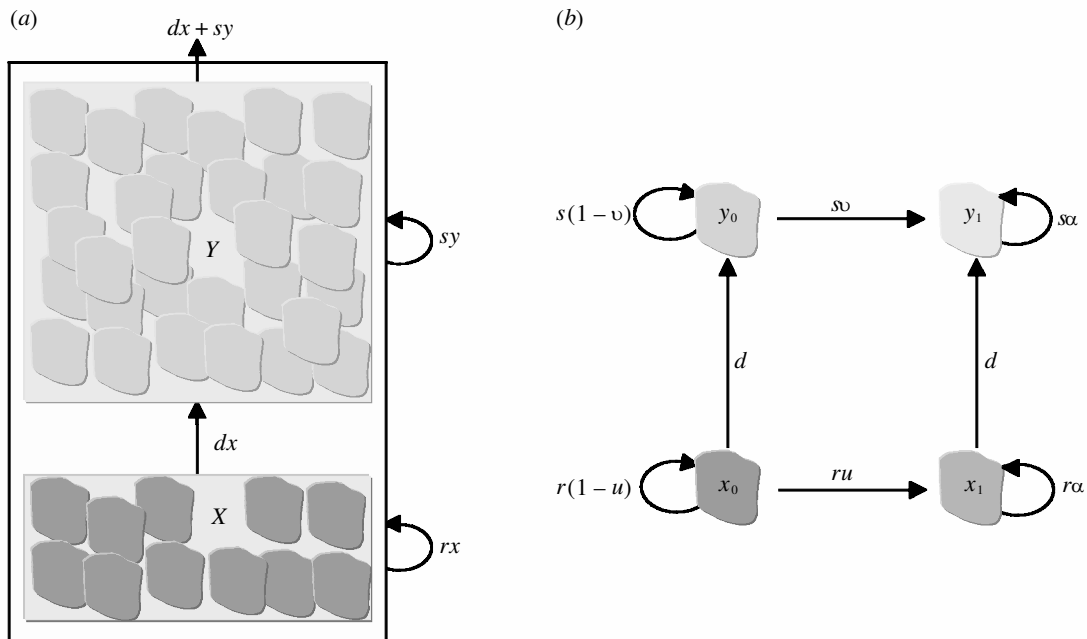 (a)
dx + sy
Y
sy
dx
X
rx
(b)
s(1 − υ)
y₀
sυ
y₁
sα
d
d
r(1 − u)
x₀
ru
x₁
rα